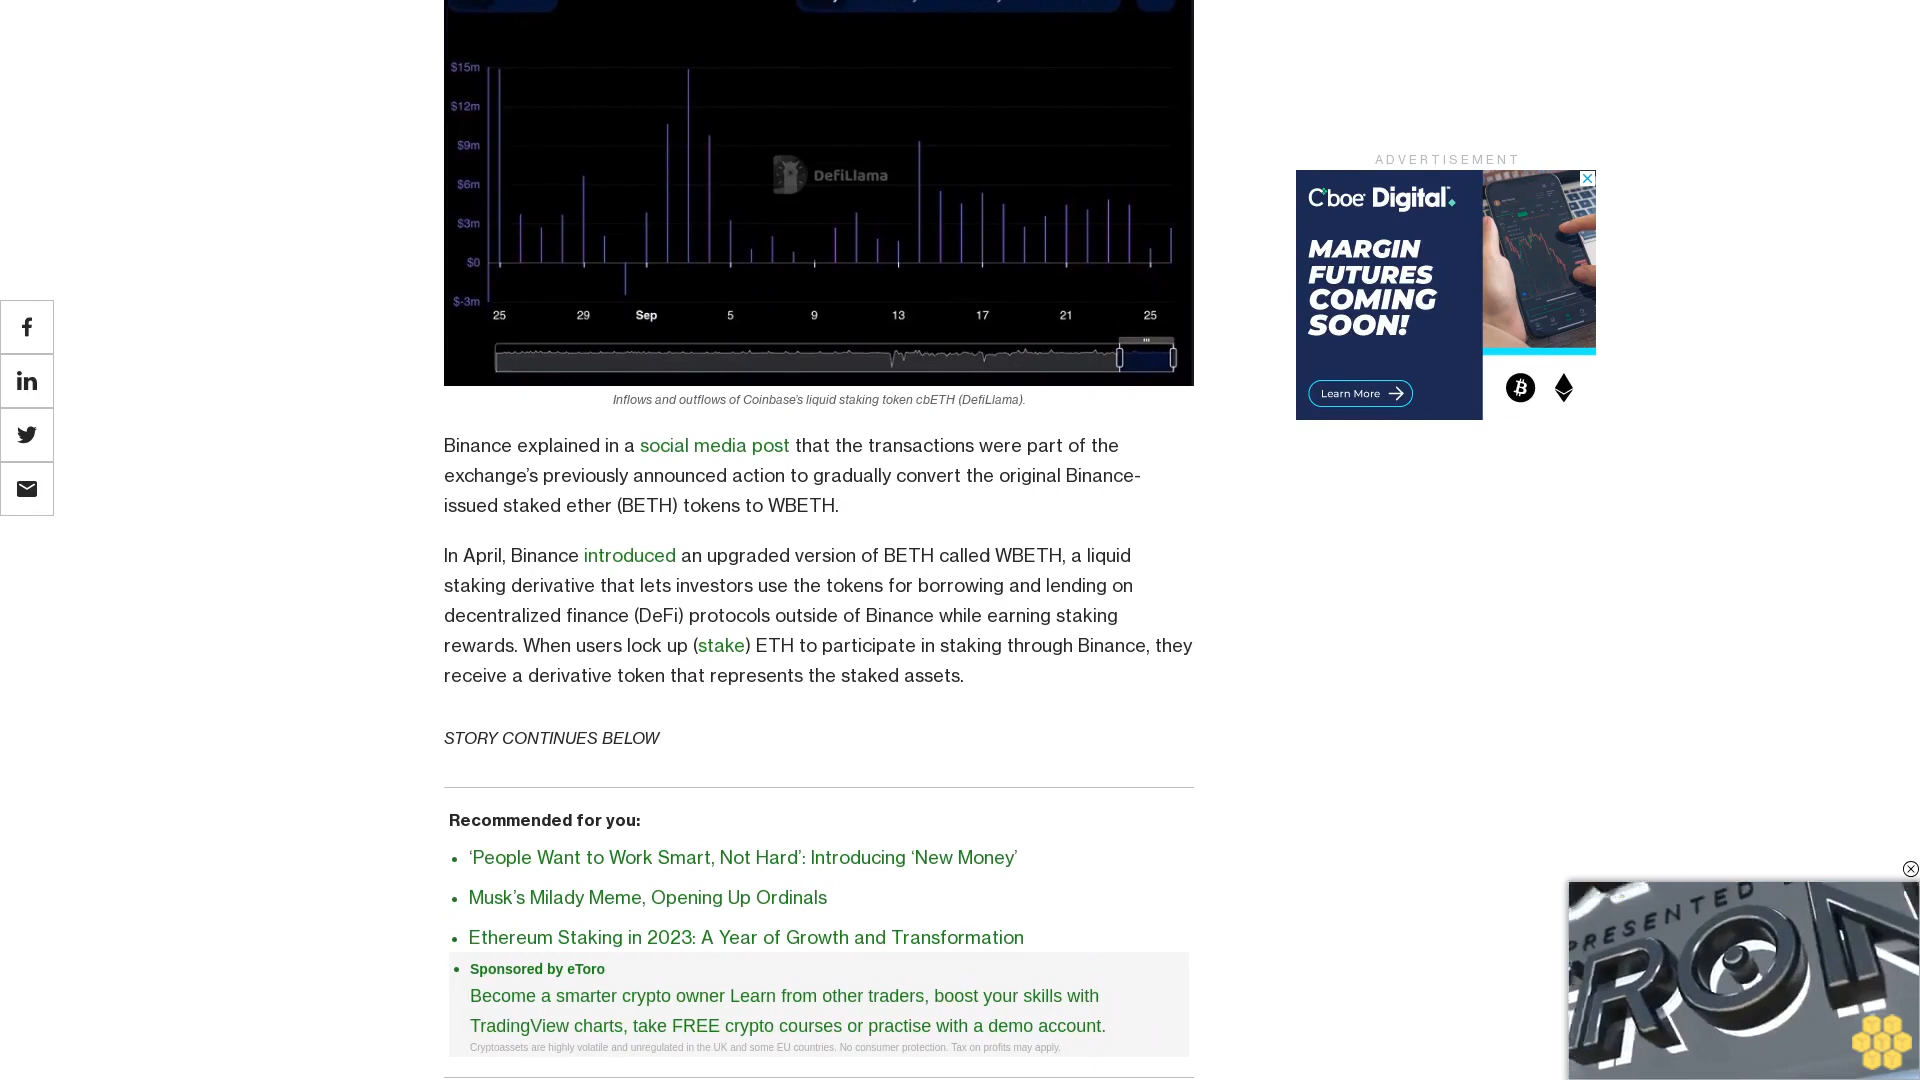 $15m
$12m
$9m
$6m
$3m
$0
$-3m
DefiLlama
25 29 Sep 5 9 13 17 21 25
Inflows and outflows of Coinbase's liquid staking token cbETH (DefiLlama).
Binance explained in a social media post that the transactions were part of the
exchange’s previously announced action to gradually convert the original Binance-
issued staked ether (BETH) tokens to WBETH.
In April, Binance introduced an upgraded version of BETH called WBETH, a liquid
staking derivative that lets investors use the tokens for borrowing and lending on
decentralized finance (DeFi) protocols outside of Binance while earning staking
rewards. When users lock up (stake) ETH to participate in staking through Binance, they
receive a derivative token that represents the staked assets.
STORY CONTINUES BELOW
Recommended for you:
‘People Want to Work Smart, Not Hard’: Introducing ‘New Money’
Musk’s Milady Meme, Opening Up Ordinals
Ethereum Staking in 2023: A Year of Growth and Transformation
Sponsored by eToro
Become a smarter crypto owner Learn from other traders, boost your skills with
TradingView charts, take FREE crypto courses or practise with a demo account.
Cryptoassets are highly volatile and unregulated in the UK and some EU countries. No consumer protection. Tax on profits may apply.
ADVERTISEMENT
Cboe Digital
MARGIN
FUTURES
COMING
SOON!
Learn More
PRESENTED